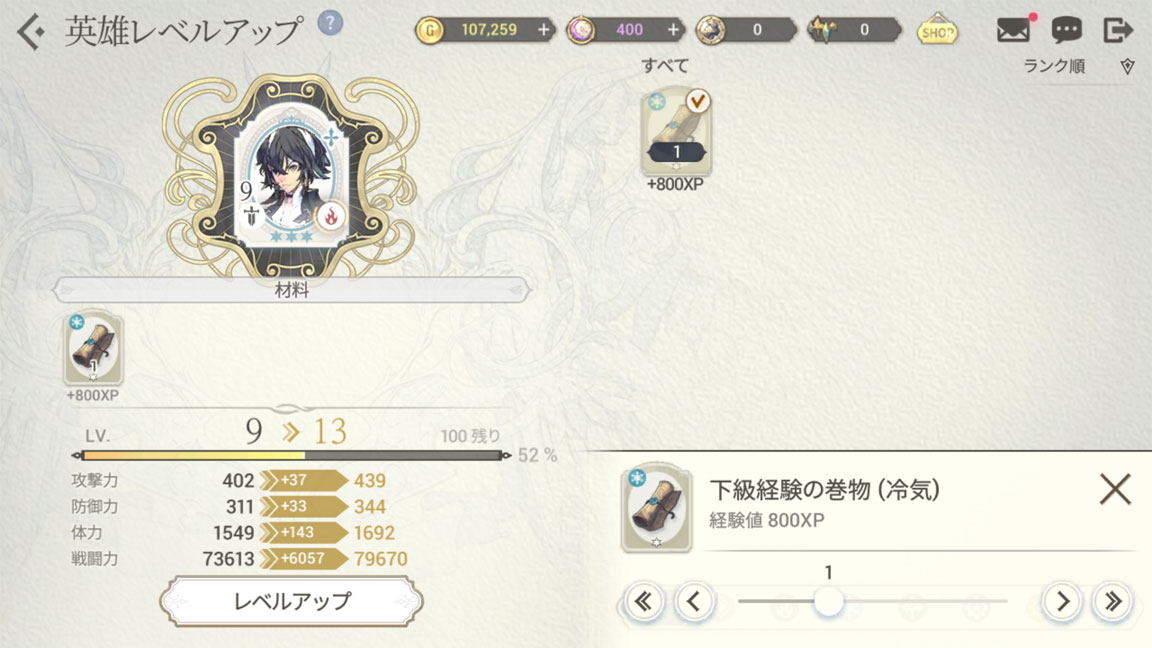 英雄レベルアップ ?
G 107,259 + 400 + 0 0 SHOP
すべて ランク順
1
+800XP
9
材料
1
+800XP
LV. 9 13 100 残り
52 %
攻撃力 402 +37 439
防御力 311 +33 344
体力 1549 +143 1692
戦闘力 73613 +6057 79670
レベルアップ
下級経験の巻物 (冷気)
経験値 800XP
1